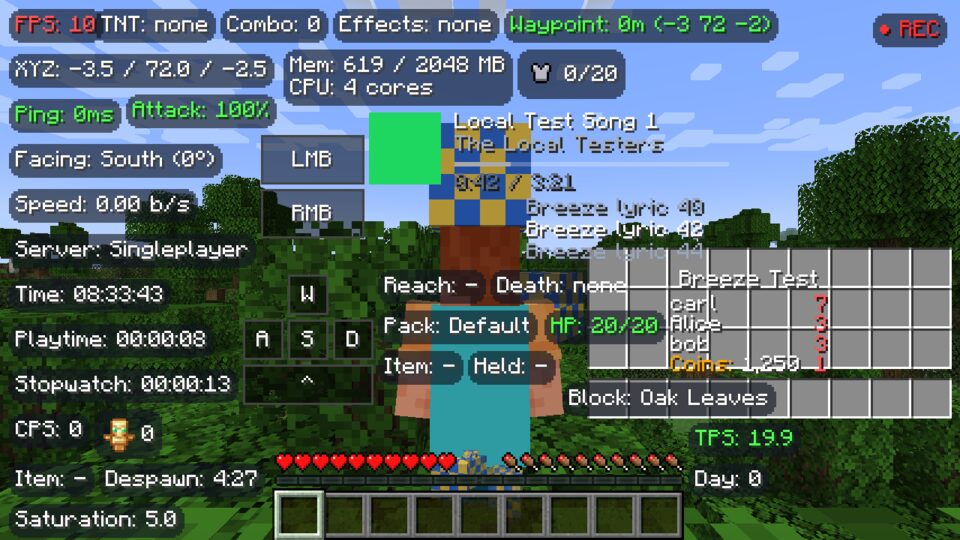 FPS: 10 TNT: none Combo: 0 Effects: none Waypoint: 0m (-3 72 -2) REC
XYZ: -3.5 / 72.0 / -2.5
Mem: 619 / 2048 MB
CPU: 4 cores
0/20
Ping: 0ms Attack: 100%
Local Test Song 1
The Local Testers
0:42 / 3:21
Breeze lyric 40
Breeze lyric 42
Breeze lyric 44
Facing: South (0°)
LMB
RMB
Speed: 0.00 b/s
Server: Singleplayer
Time: 08:33:43
W
A S D
^
Playtime: 00:00:08
Stopwatch: 00:00:13
Reach: - Death: none
Pack: Default HP: 20/20
Item: - Held: -
Breeze Test
carl 7
Alice 3
bob 3
Coins: 1,250 1
Block: Oak Leaves
CPS: 0
0
TPS: 19.9
Item: - Despawn: 4:27
Day: 0
Saturation: 5.0